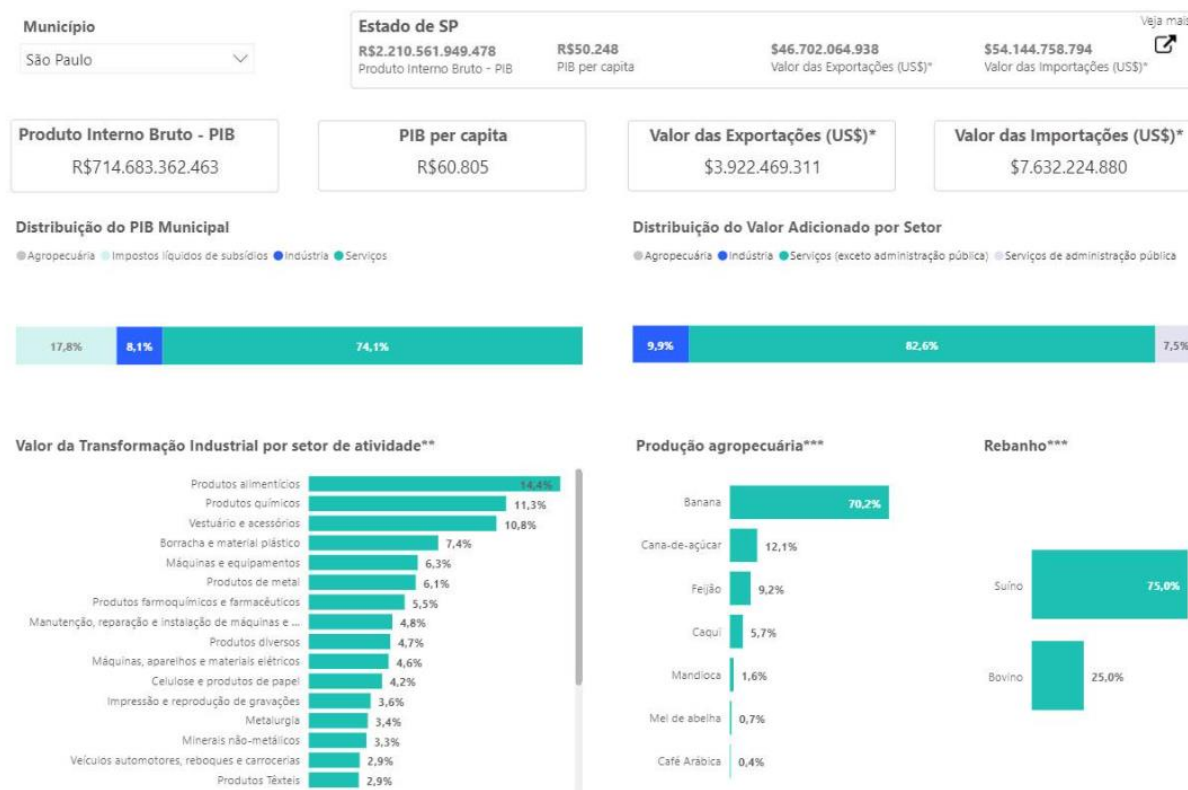 Município
São Paulo
Estado de SP
Veja mais
R$2.210.561.949.478
Produto Interno Bruto - PIB
R$50.248
PIB per capita
$46.702.064.938
Valor das Exportações (US$)*
$54.144.758.794
Valor das Importações (US$)*
Produto Interno Bruto - PIB
R$714.683.362.463
PIB per capita
R$60.805
Valor das Exportações (US$)*
$3.922.469.311
Valor das Importações (US$)*
$7.632.224.880
Distribuição do PIB Municipal
Agropecuária Impostos líquidos de subsídios Indústria Serviços
17,8% 8,1% 74,1%
Distribuição do Valor Adicionado por Setor
Agropecuária Indústria Serviços (exceto administração pública) Serviços de administração pública
9,9% 82,6% 7,5%
Valor da Transformação Industrial por setor de atividade**
Produtos alimentícios 14,4%
Produtos químicos 11,3%
Vestuário e acessórios 10,8%
Borracha e material plástico 7,4%
Máquinas e equipamentos 6,3%
Produtos de metal 6,1%
Produtos farmoquímicos e farmacêuticos 5,5%
Manutenção, reparação e instalação de máquinas e ... 4,8%
Produtos diversos 4,7%
Máquinas, aparelhos e materiais elétricos 4,6%
Celulose e produtos de papel 4,2%
Impressão e reprodução de gravações 3,6%
Metalurgia 3,4%
Minerais não-metálicos 3,3%
Veículos automotores, reboques e carrocerias 2,9%
Produtos Têxteis 2,9%
Produção agropecuária***
Banana 70,2%
Cana-de-açúcar 12,1%
Feijão 9,2%
Caqui 5,7%
Mandioca 1,6%
Mel de abelha 0,7%
Café Arábica 0,4%
Rebanho***
Suíno 75,0%
Bovino 25,0%